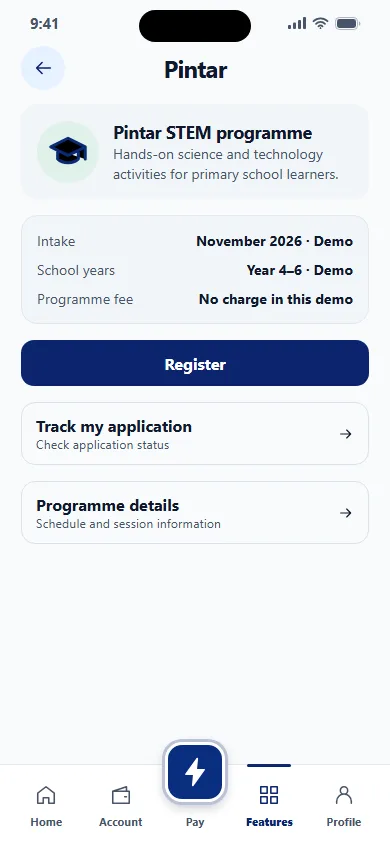 9:41
Pintar
Pintar STEM programme
Hands-on science and technology
activities for primary school learners.
Intake November 2026 · Demo
School years Year 4–6 · Demo
Programme fee No charge in this demo
Register
Track my application
Check application status
Programme details
Schedule and session information
Home Account Pay Features Profile